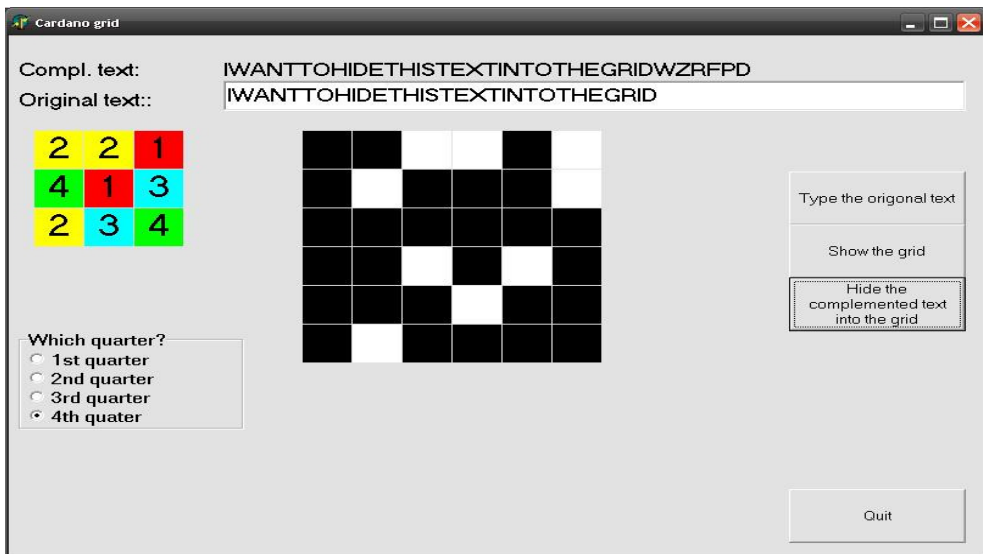 Cardano grid
Compl. text: IWANTTOHIDETHISTEXTINTOTHEGRIDWZRFPD
Original text:: IWANTTOHIDETHISTEXTINTOTHEGRID
2 2 1
4 1 3
2 3 4
Type the origonal text
Show the grid
Hide the
complemented text
into the grid
Which quarter?
1st quarter
2nd quarter
3rd quarter
4th quater
Quit